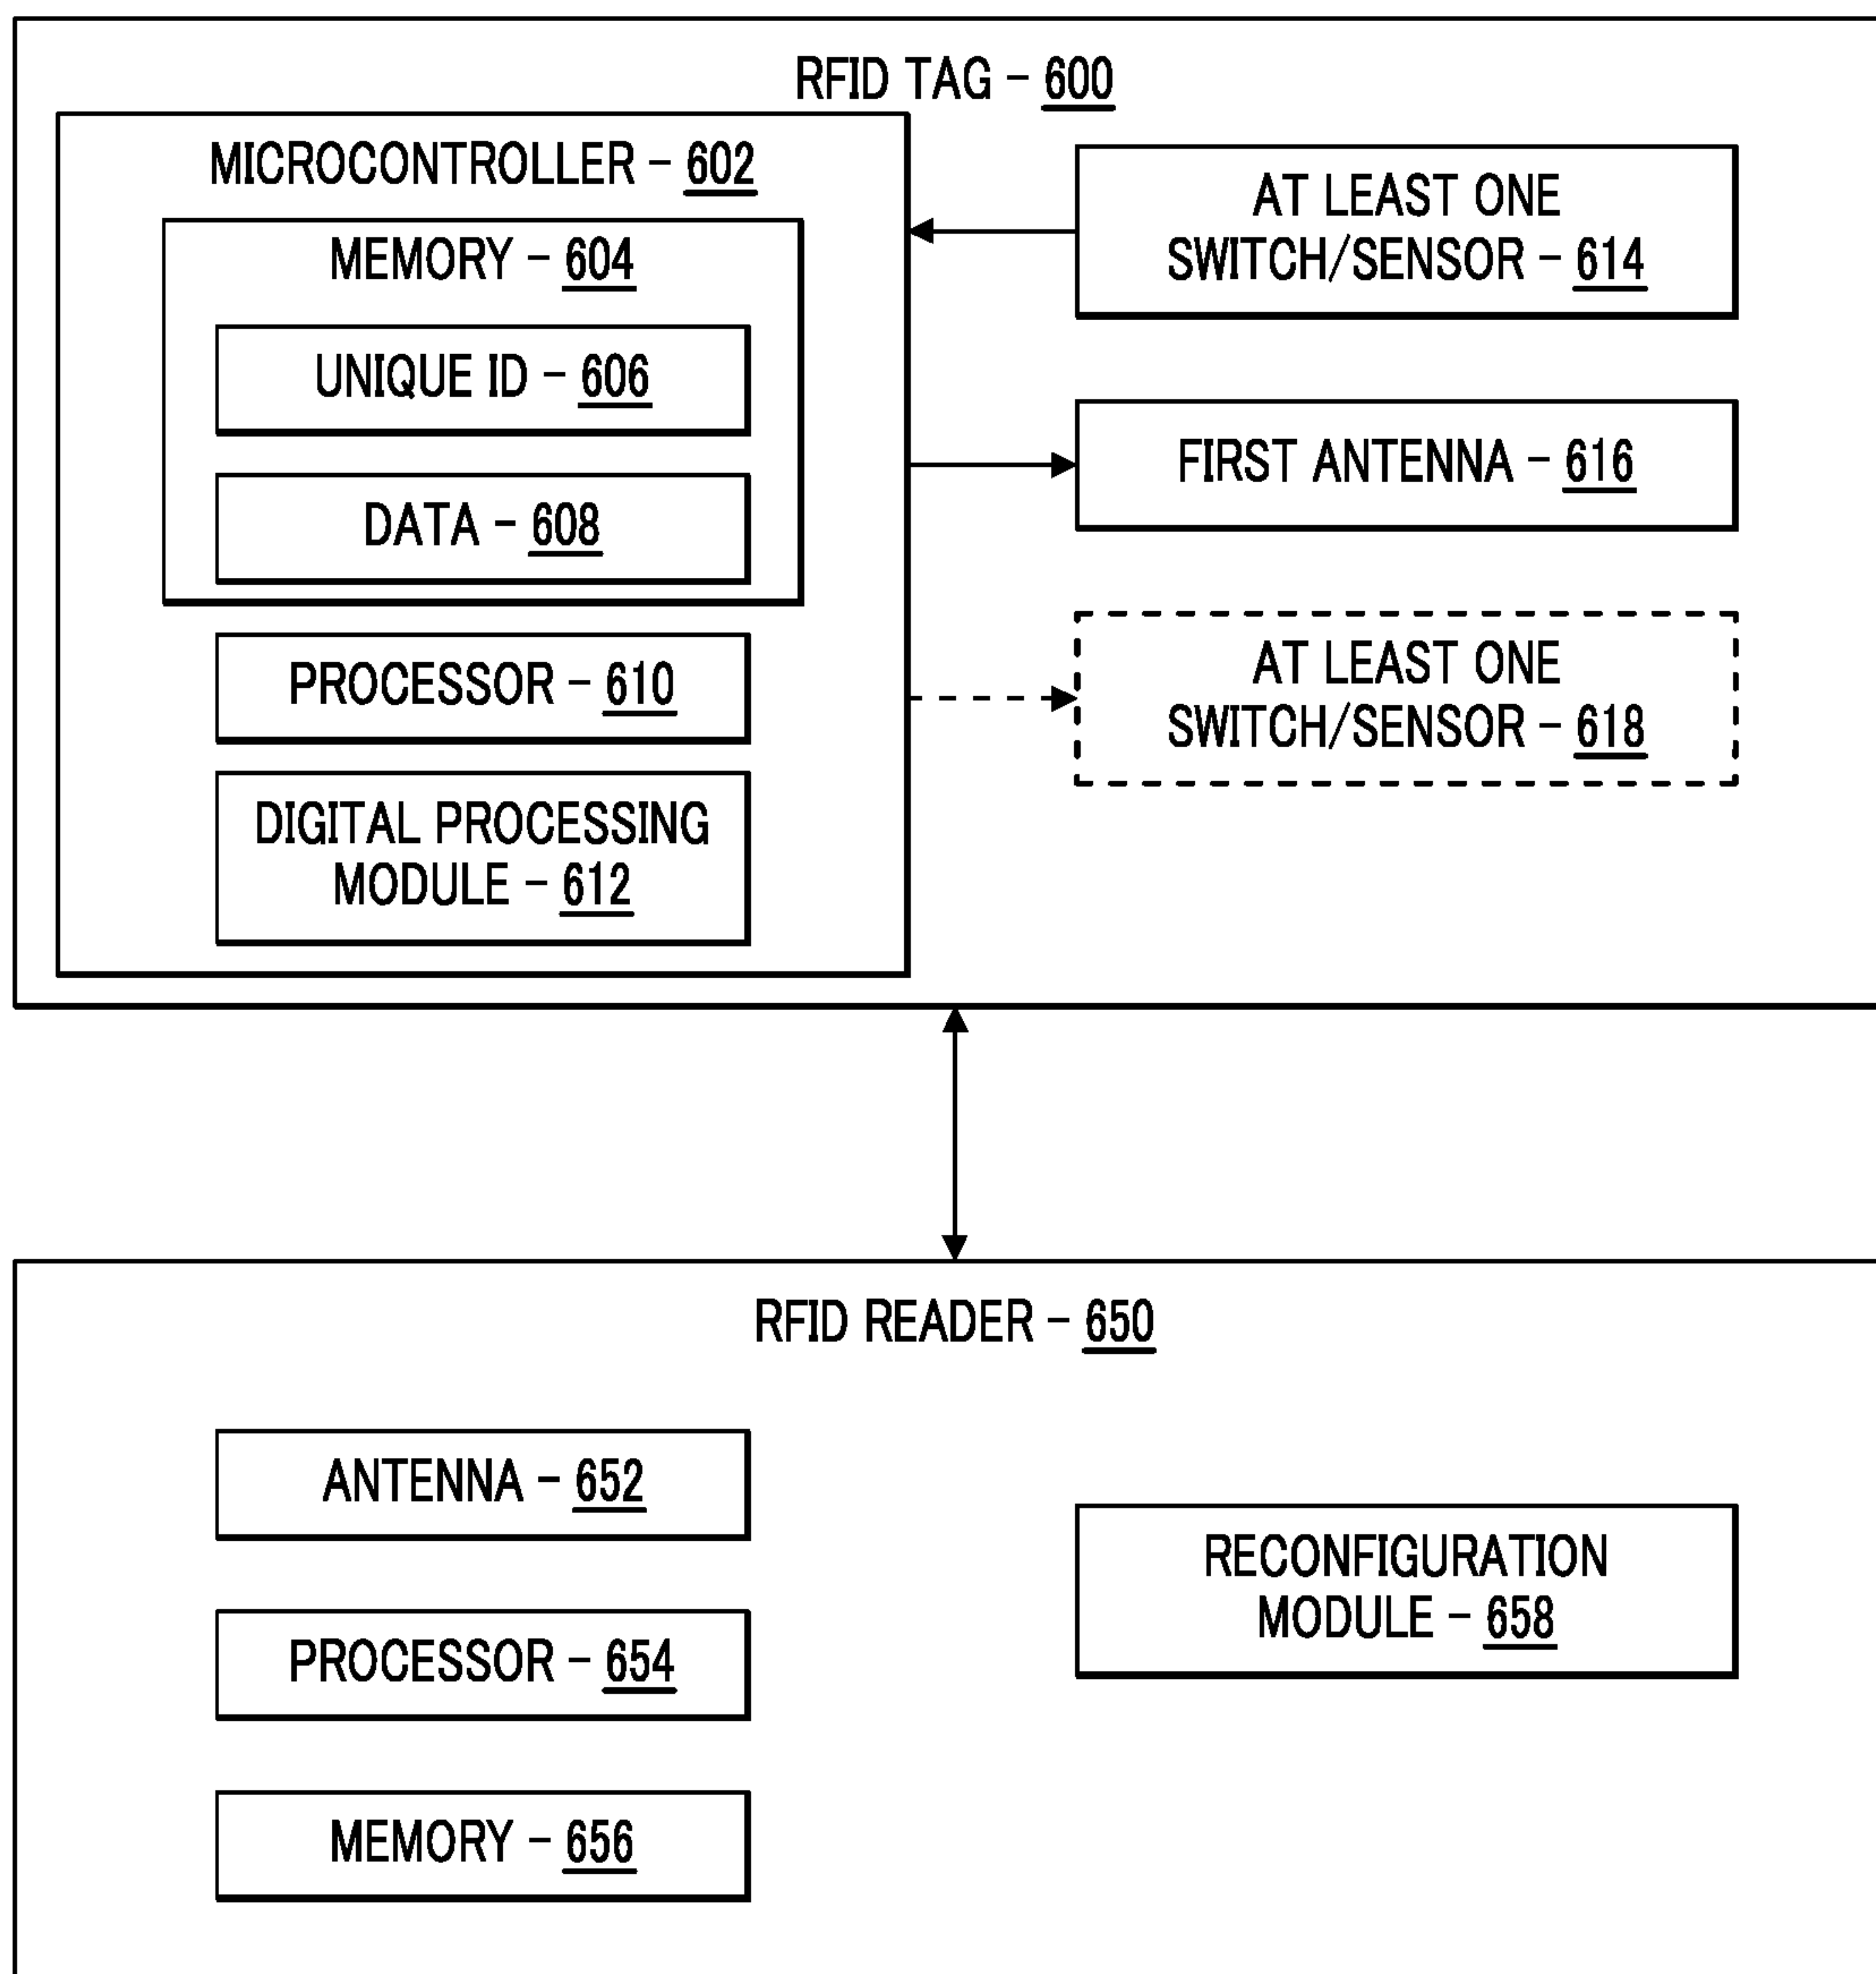 RFID TAG – 600
MICROCONTROLLER – 602
MEMORY – 604
UNIQUE ID – 606
DATA – 608
PROCESSOR – 610
DIGITAL PROCESSING
MODULE – 612
AT LEAST ONE
SWITCH/SENSOR – 614
FIRST ANTENNA – 616
AT LEAST ONE
SWITCH/SENSOR – 618
RFID READER – 650
ANTENNA – 652
PROCESSOR – 654
MEMORY – 656
RECONFIGURATION
MODULE – 658